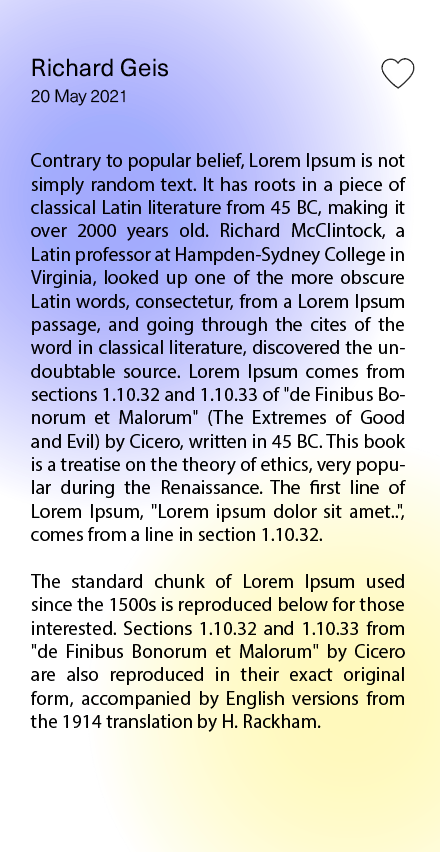 Richard Geis
20 May 2021
Contrary to popular belief, Lorem Ipsum is not
simply random text. It has roots in a piece of
classical Latin literature from 45 BC, making it
over 2000 years old. Richard McClintock, a
Latin professor at Hampden-Sydney College in
Virginia, looked up one of the more obscure
Latin words, consectetur, from a Lorem Ipsum
passage, and going through the cites of the
word in classical literature, discovered the un-
doubtable source. Lorem Ipsum comes from
sections 1.10.32 and 1.10.33 of "de Finibus Bo-
norum et Malorum" (The Extremes of Good
and Evil) by Cicero, written in 45 BC. This book
is a treatise on the theory of ethics, very popu-
lar during the Renaissance. The first line of
Lorem Ipsum, "Lorem ipsum dolor sit amet..",
comes from a line in section 1.10.32.
The standard chunk of Lorem Ipsum used
since the 1500s is reproduced below for those
interested. Sections 1.10.32 and 1.10.33 from
"de Finibus Bonorum et Malorum" by Cicero
are also reproduced in their exact original
form, accompanied by English versions from
the 1914 translation by H. Rackham.